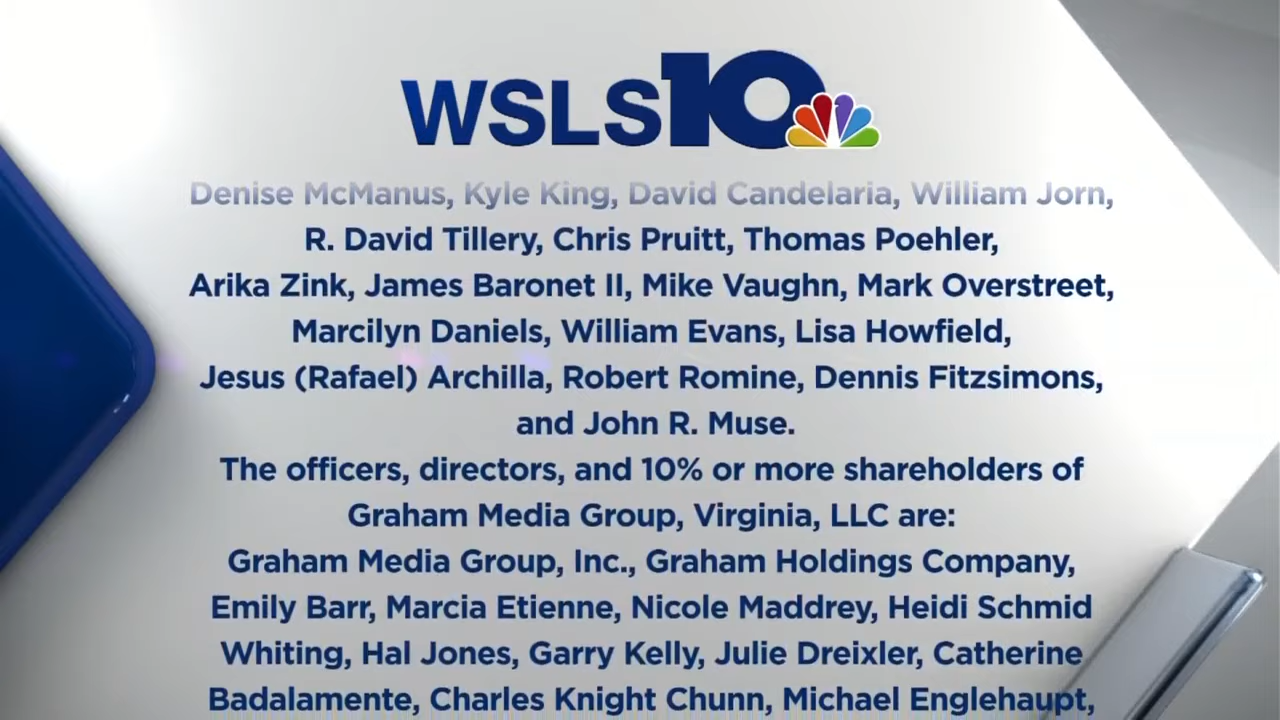 WSLS10
Denise McManus, Kyle King, David Candelaria, William Jorn,
R. David Tillery, Chris Pruitt, Thomas Poehler,
Arika Zink, James Baronet II, Mike Vaughn, Mark Overstreet,
Marcilyn Daniels, William Evans, Lisa Howfield,
Jesus (Rafael) Archilla, Robert Romine, Dennis Fitzsimons,
and John R. Muse.
The officers, directors, and 10% or more shareholders of
Graham Media Group, Virginia, LLC are:
Graham Media Group, Inc., Graham Holdings Company,
Emily Barr, Marcia Etienne, Nicole Maddrey, Heidi Schmid
Whiting, Hal Jones, Garry Kelly, Julie Dreixler, Catherine
Badalamente, Charles Knight Chunn, Michael Englehaupt,